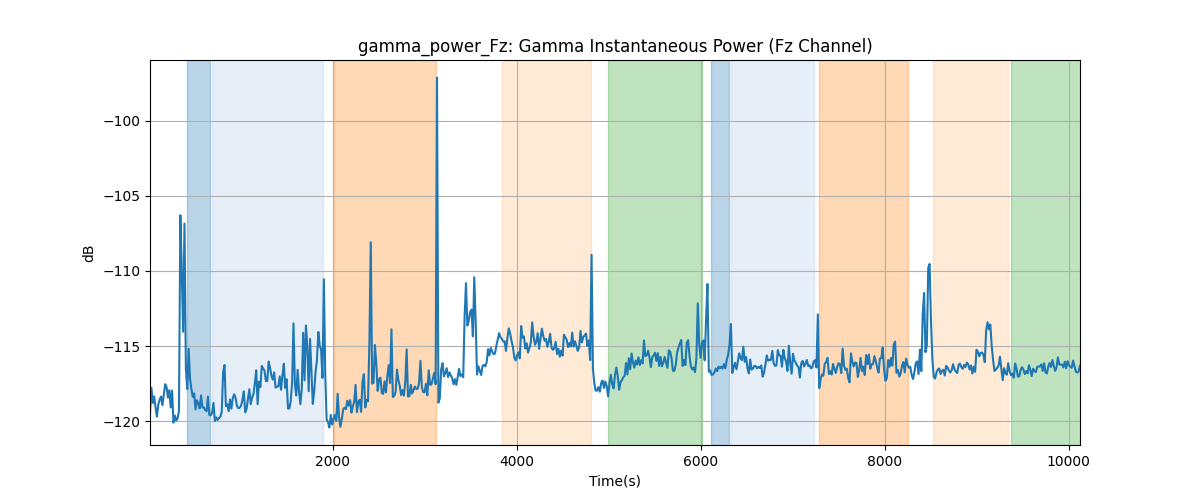 gamma_power_Fz: Gamma Instantaneous Power (Fz Channel)
dB
−100
−105
−110
−115
−120
2000 4000 6000 8000 10000
Time(s)